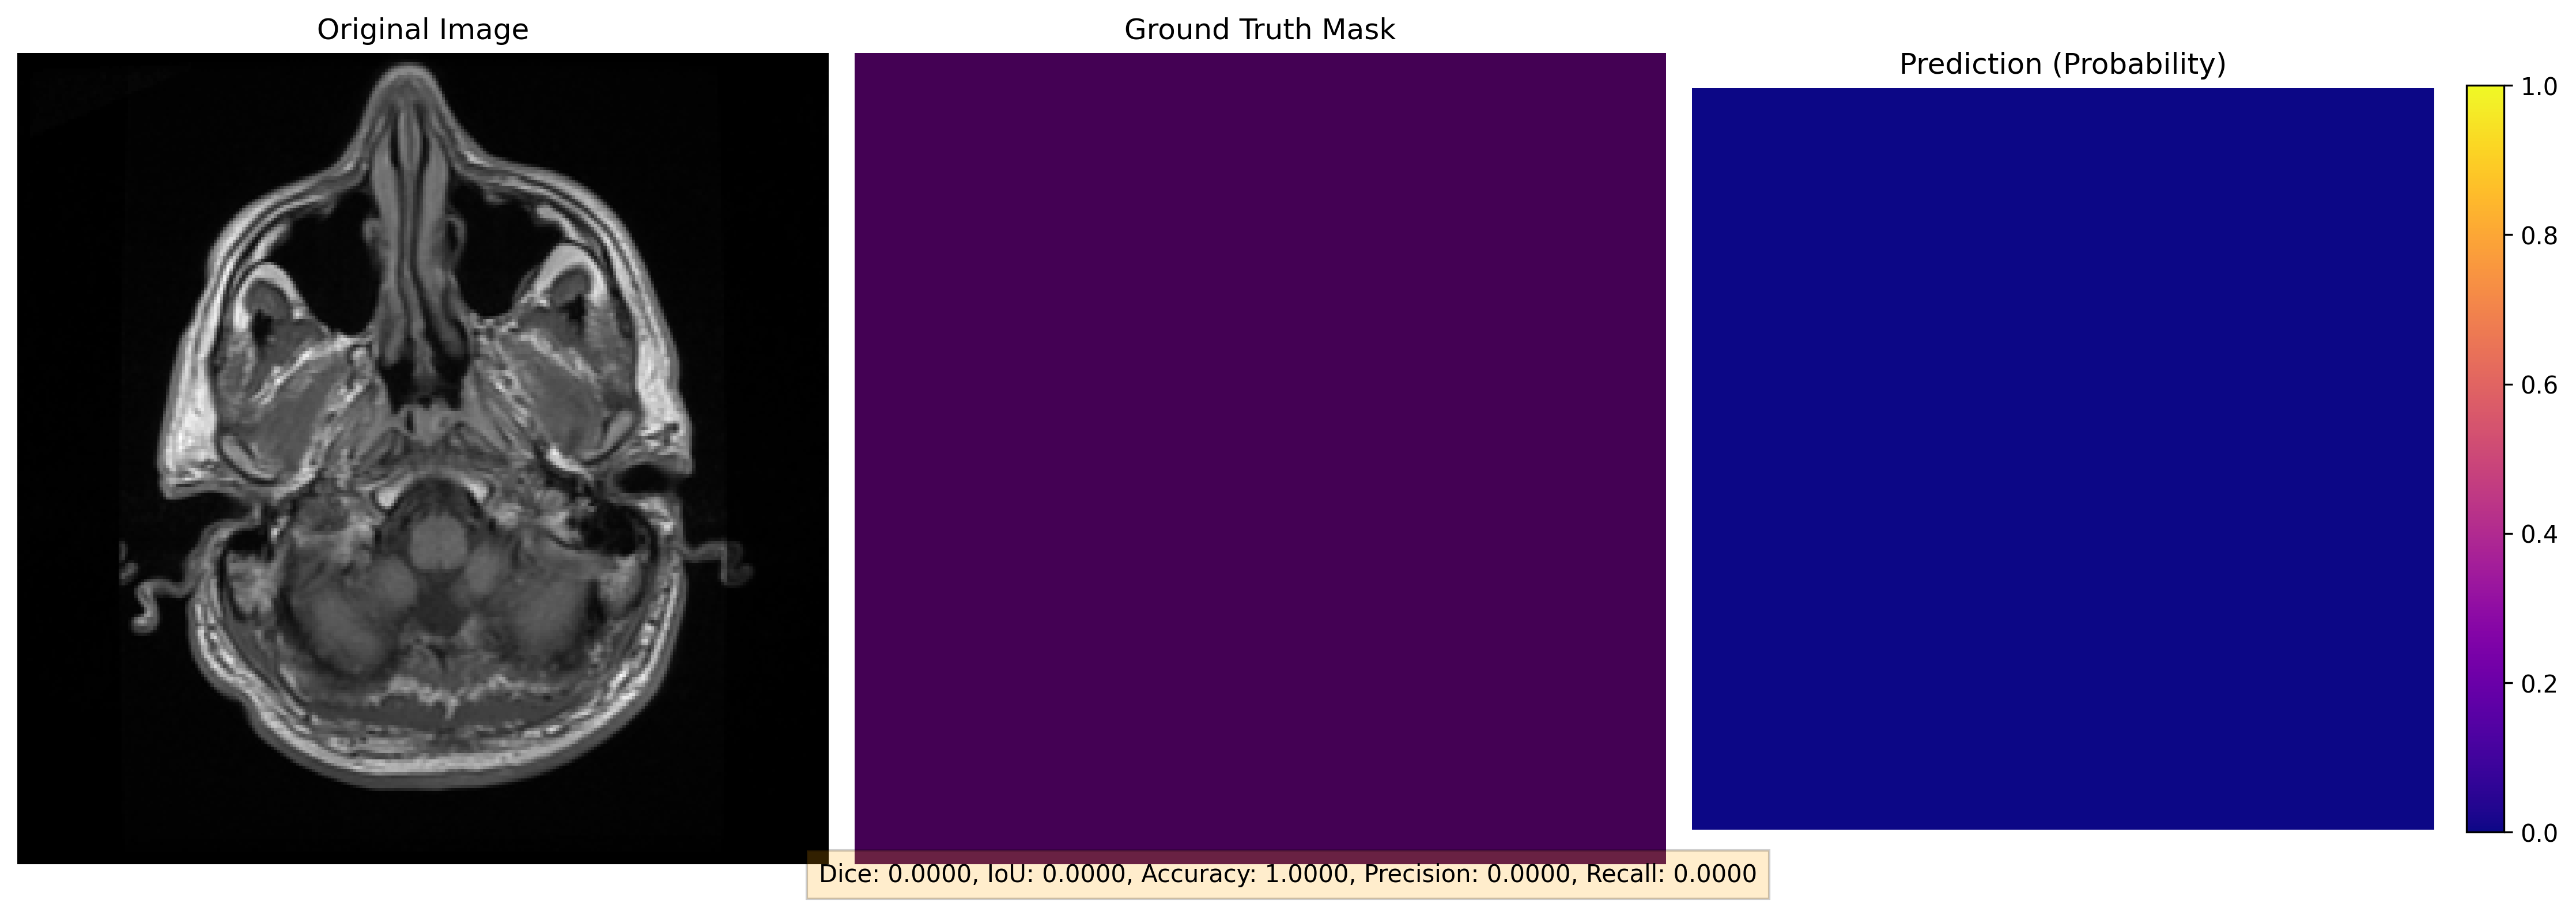 Original Image
Ground Truth Mask
Prediction (Probability)
1.0
0.8
0.6
0.4
0.2
0.0
Dice: 0.0000, IoU: 0.0000, Accuracy: 1.0000, Precision: 0.0000, Recall: 0.0000